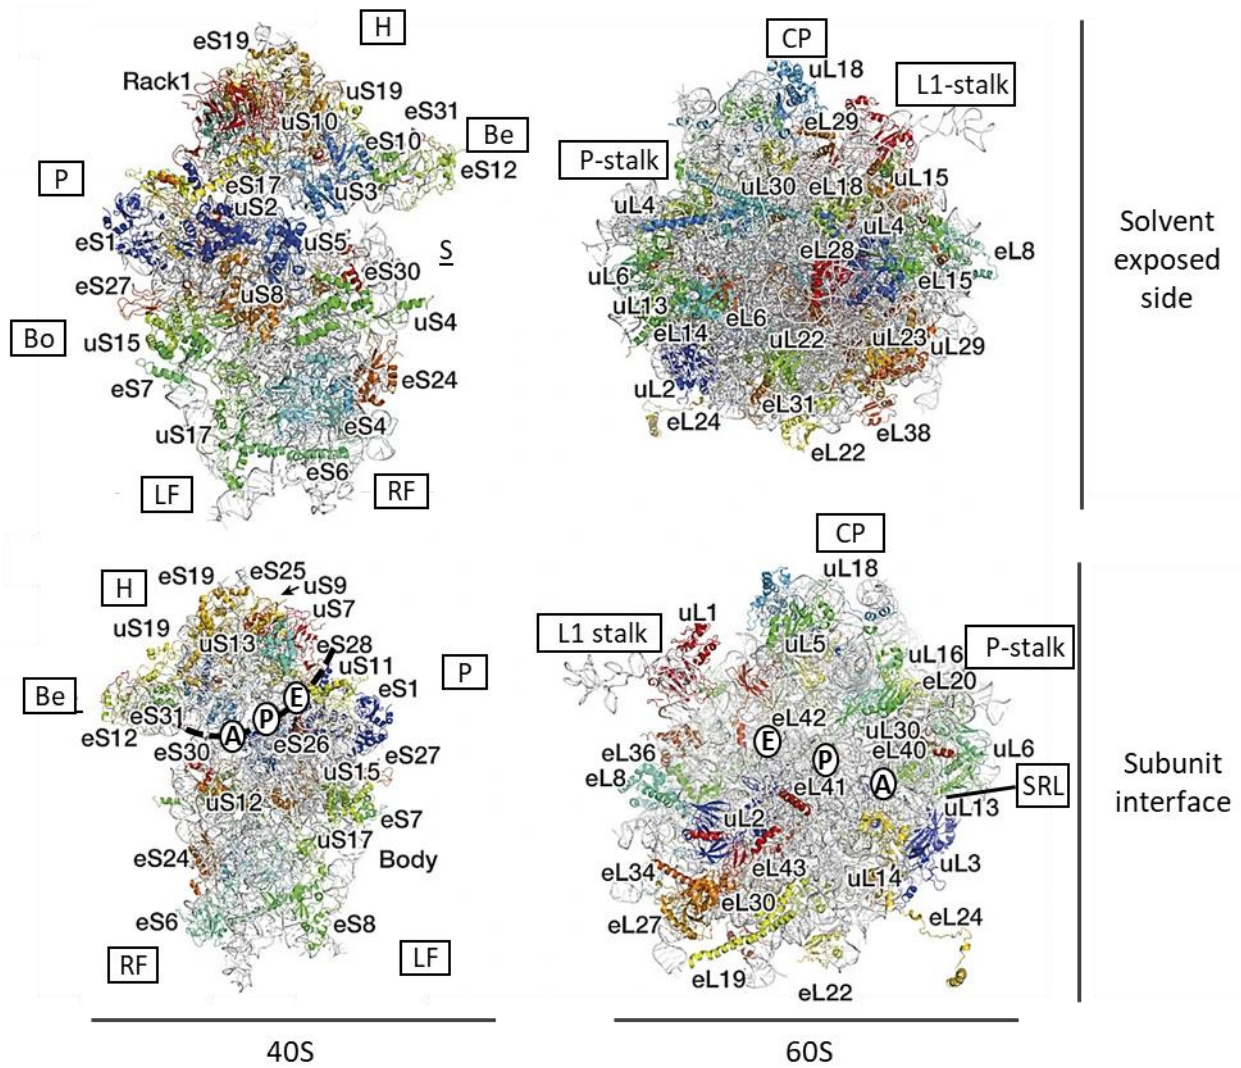 H
eS19
Rack1
uS19
uS10
eS31
eS10
Be
eS12
P
eS17
uS3
uS2
eS1
uS5
S
eS27
eS30
uS8
uS4
Bo
uS15
eS7
eS24
uS17
eS4
eS6
LF
RF
CP
uL18
L1-stalk
eL29
P-stalk
uL30
eL18
uL15
uL4
uL4
eL28
eL8
uL6
eL15
uL13
eL14
eL6
uL22
uL23
uL29
uL2
eL31
eL24
eL38
eL22
Solvent
exposed
side
H
eS19
eS25
uS9
uS7
uS19
uS13
eS28
uS11
P
Be
eS1
E
P
A
eS31
eS12
eS30
eS26
eS27
uS15
uS12
eS7
uS17
eS24
Body
eS6
eS8
RF
LF
CP
uL18
uL1
L1 stalk
uL5
uL16
P-stalk
eL20
eL42
E
uL30
eL36
P
eL40
uL6
eL8
eL41
A
SRL
uL13
uL2
uL3
eL34
eL43
uL14
eL30
eL27
eL24
eL19
eL22
Subunit
interface
40S
60S